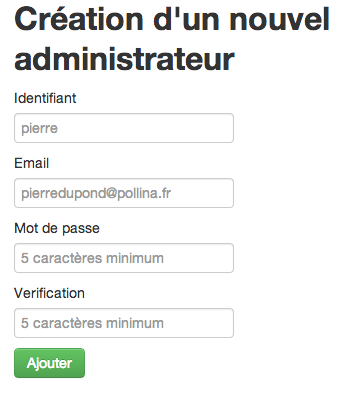 Création d'un nouvel
administrateur
Identifiant
pierre
Email
pierredupond@pollina.fr
Mot de passe
5 caractères minimum
Verification
5 caractères minimum
Ajouter